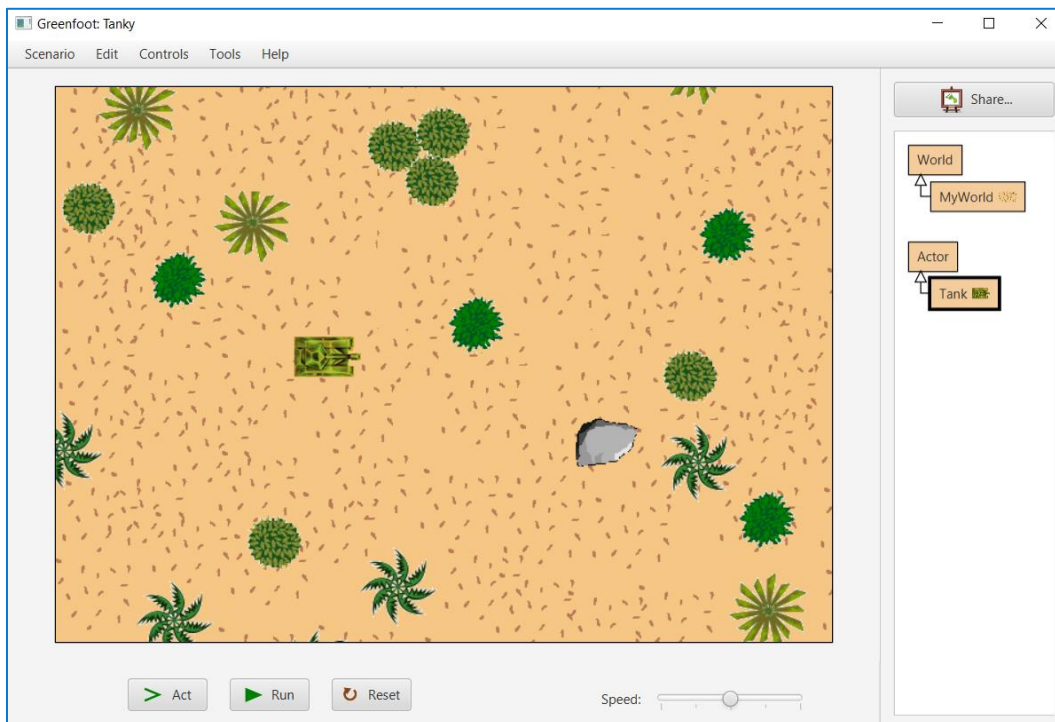 Greenfoot: Tanky
Scenario Edit Controls Tools Help
Share...
World
MyWorld
Actor
Tank
Act Run Reset Speed: